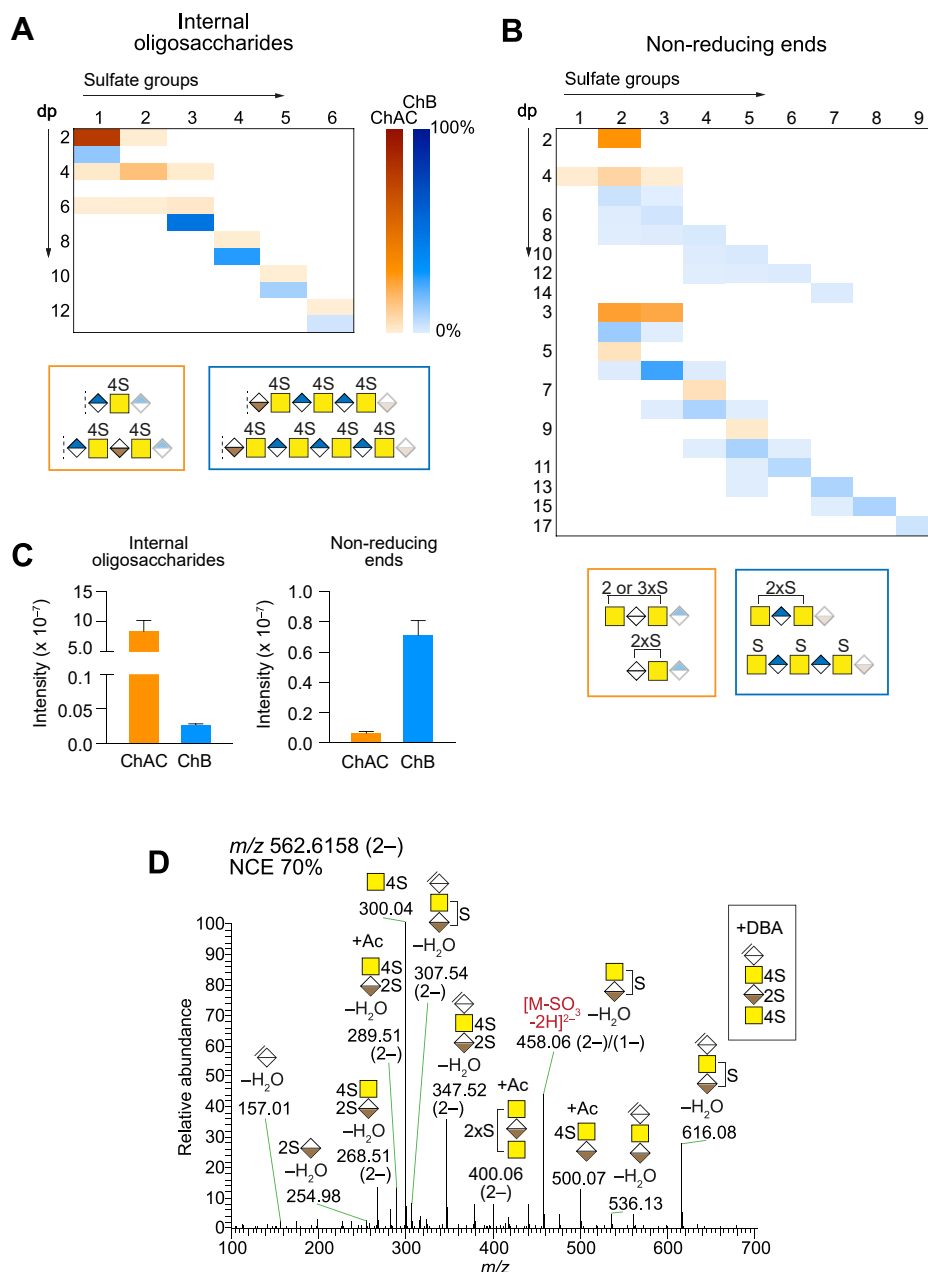 A
Internal
oligosaccharides
Sulfate groups
dp
1 2 3 4 5 6
2
4
6
8
10
12
ChAC
ChB
100%
0%
4S
4S 4S
4S 4S 4S
4S 4S 4S 4S
B
Non-reducing ends
Sulfate groups
dp
1 2 3 4 5 6 7 8 9
2
4
6
8
10
12
14
3
5
7
9
11
13
15
17
2 or 3xS
2xS
2xS
S S S
C
Internal
oligosaccharides
Intensity (x 10⁻⁷)
15
5.0
0.1
0.05
0.0
ChAC ChB
Non-reducing
ends
Intensity (x 10⁻⁷)
1.0
0.8
0.6
0.4
0.2
0.0
ChAC ChB
D
m/z 562.6158 (2–)
NCE 70%
Relative abundance
100
90
80
70
60
50
40
30
20
10
0
100 200 300 400 500 600 700
m/z
–H₂O
157.01
2S
–H₂O
254.98
4S
2S
–H₂O
268.51
(2–)
+Ac
4S
2S
–H₂O
289.51
(2–)
4S
300.04
S
–H₂O
307.54
(2–)
4S
2S
–H₂O
347.52
(2–)
+Ac
2xS
400.06
(2–)
[M-SO₃
-2H]²⁻
458.06 (2–)/(1–)
S
–H₂O
+Ac
4S
500.07
–H₂O
536.13
S
–H₂O
616.08
+DBA
4S
2S
4S